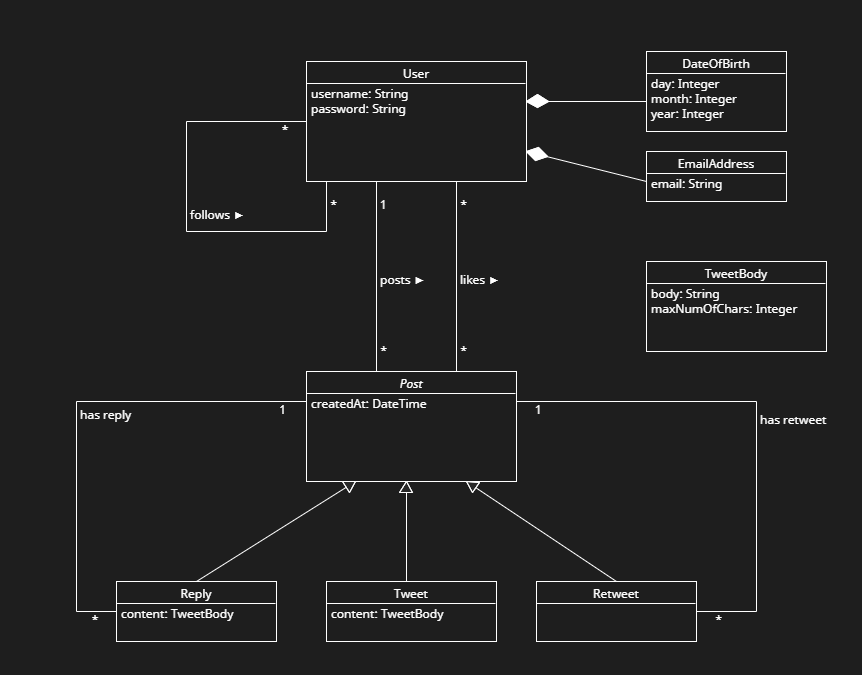 User
username: String
password: String
DateOfBirth
day: Integer
month: Integer
year: Integer
EmailAddress
email: String
*
*
follows ►
1
*
posts ►
likes ►
*
*
TweetBody
body: String
maxNumOfChars: Integer
Post
createdAt: DateTime
has reply
1
1
has retweet
Reply
content: TweetBody
Tweet
content: TweetBody
Retweet
*
*